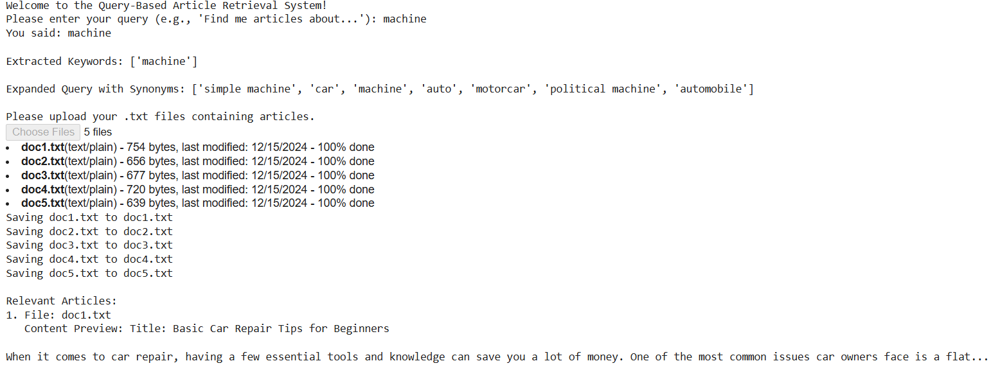 Welcome to the Query-Based Article Retrieval System!
Please enter your query (e.g., 'Find me articles about...'): machine
You said: machine
Extracted Keywords: ['machine']
Expanded Query with Synonyms: ['simple machine', 'car', 'machine', 'auto', 'motorcar', 'political machine', 'automobile']
Please upload your .txt files containing articles.
Choose Files 5 files
• doc1.txt(text/plain) - 754 bytes, last modified: 12/15/2024 - 100% done
• doc2.txt(text/plain) - 656 bytes, last modified: 12/15/2024 - 100% done
• doc3.txt(text/plain) - 677 bytes, last modified: 12/15/2024 - 100% done
• doc4.txt(text/plain) - 720 bytes, last modified: 12/15/2024 - 100% done
• doc5.txt(text/plain) - 639 bytes, last modified: 12/15/2024 - 100% done
Saving doc1.txt to doc1.txt
Saving doc2.txt to doc2.txt
Saving doc3.txt to doc3.txt
Saving doc4.txt to doc4.txt
Saving doc5.txt to doc5.txt
Relevant Articles:
1. File: doc1.txt
Content Preview: Title: Basic Car Repair Tips for Beginners
When it comes to car repair, having a few essential tools and knowledge can save you a lot of money. One of the most common issues car owners face is a flat...